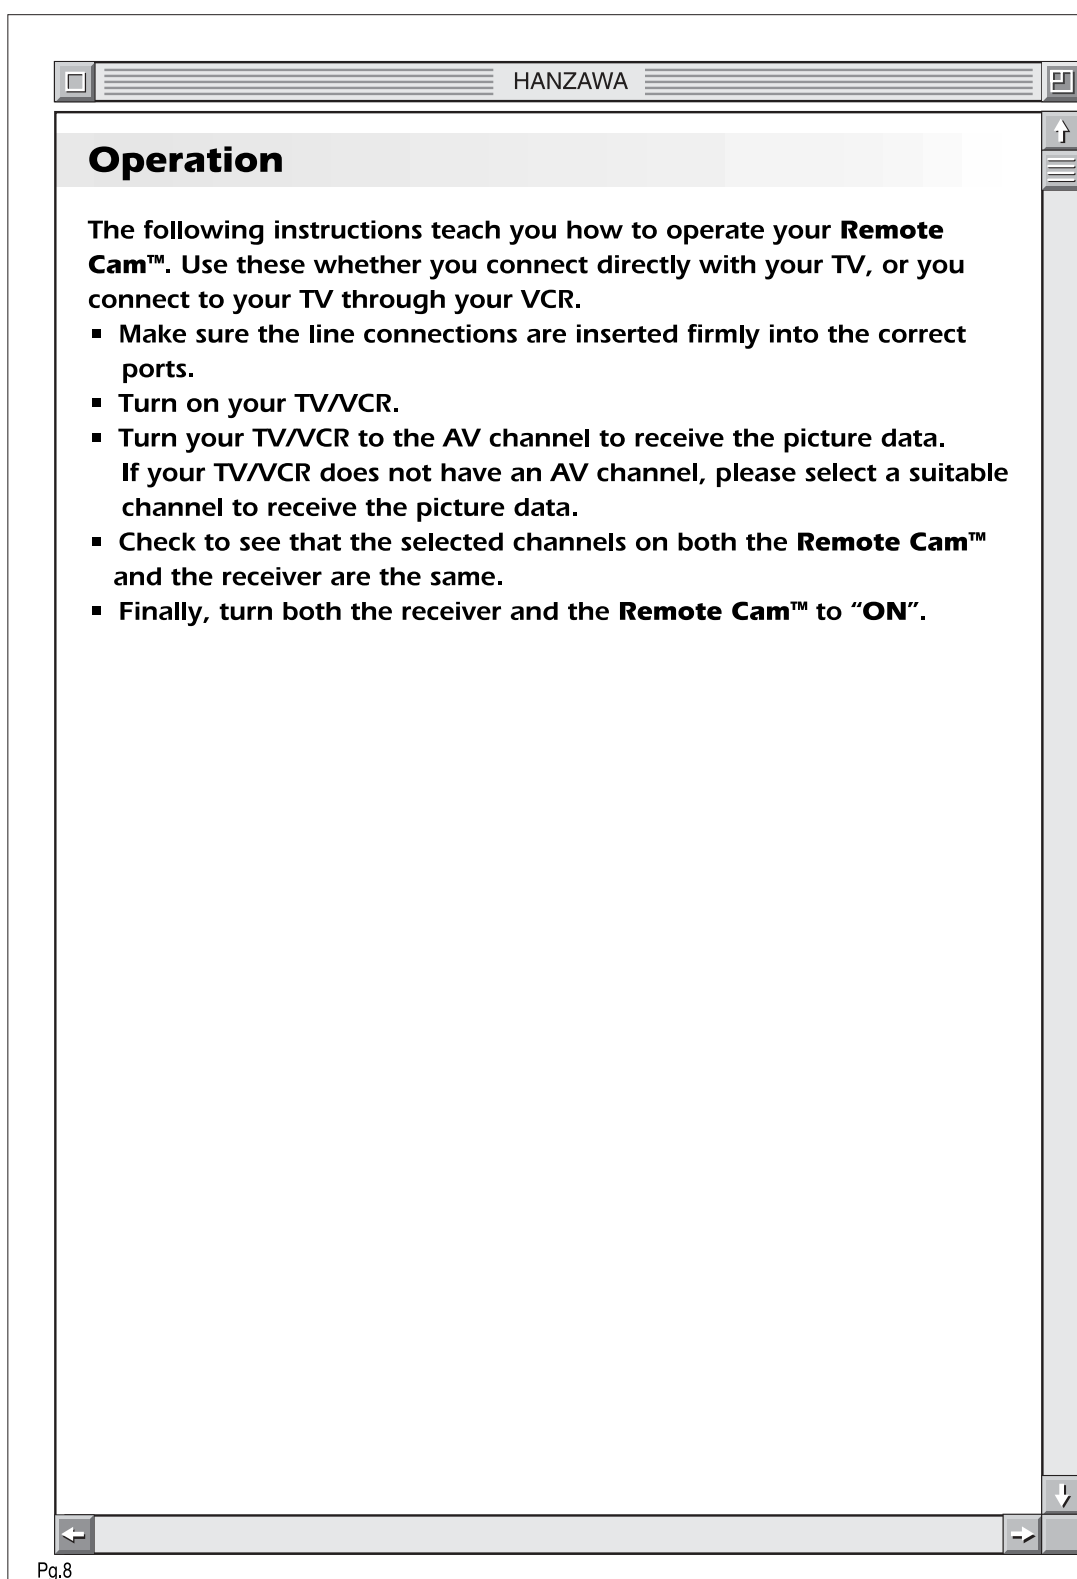 HANZAWA
Operation
The following instructions teach you how to operate your Remote
Cam™. Use these whether you connect directly with your TV, or you
connect to your TV through your VCR.
▪ Make sure the line connections are inserted firmly into the correct
ports.
▪ Turn on your TV/VCR.
▪ Turn your TV/VCR to the AV channel to receive the picture data.
If your TV/VCR does not have an AV channel, please select a suitable
channel to receive the picture data.
▪ Check to see that the selected channels on both the Remote Cam™
and the receiver are the same.
▪ Finally, turn both the receiver and the Remote Cam™ to “ON”.
Pg.8